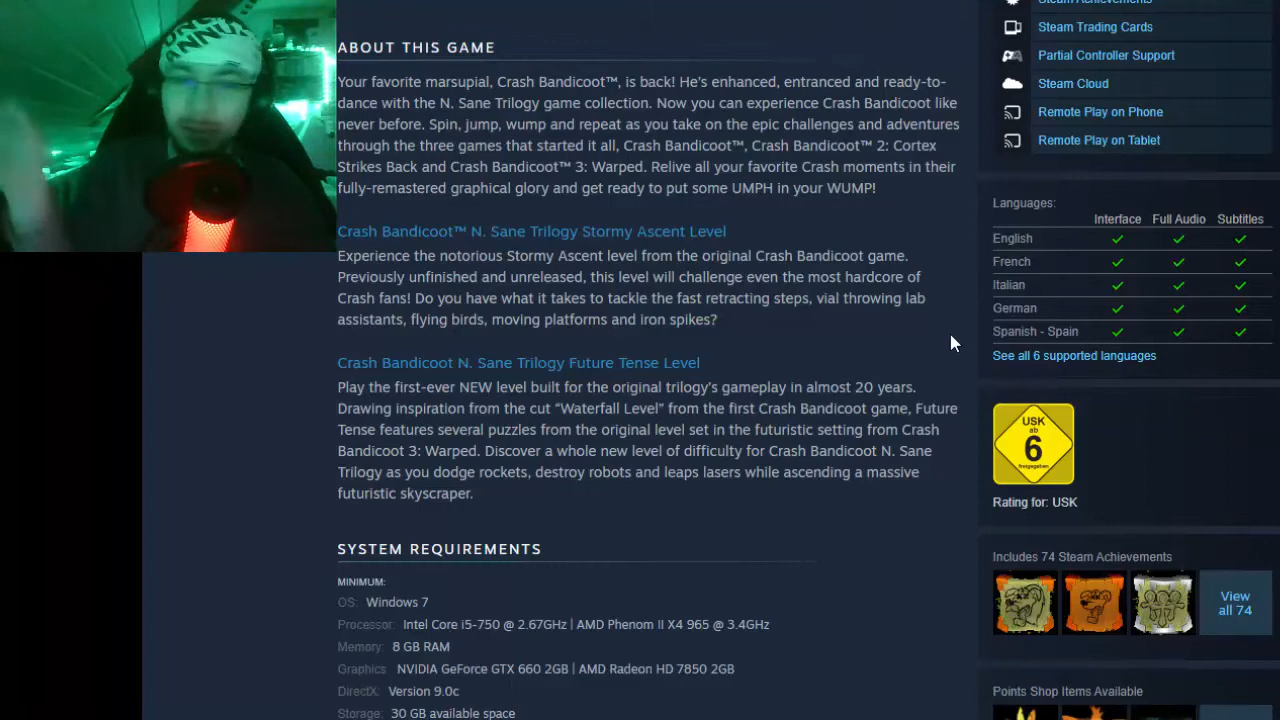 ANNUS
ABOUT THIS GAME
Your favorite marsupial, Crash Bandicoot™, is back! He's enhanced, entranced and ready-to-
dance with the N. Sane Trilogy game collection. Now you can experience Crash Bandicoot like
never before. Spin, jump, wump and repeat as you take on the epic challenges and adventures
through the three games that started it all, Crash Bandicoot™, Crash Bandicoot™ 2: Cortex
Strikes Back and Crash Bandicoot™ 3: Warped. Relive all your favorite Crash moments in their
fully-remastered graphical glory and get ready to put some UMPH in your WUMP!
Crash Bandicoot™ N. Sane Trilogy Stormy Ascent Level
Experience the notorious Stormy Ascent level from the original Crash Bandicoot game.
Previously unfinished and unreleased, this level will challenge even the most hardcore of
Crash fans! Do you have what it takes to tackle the fast retracting steps, vial throwing lab
assistants, flying birds, moving platforms and iron spikes?
Crash Bandicoot N. Sane Trilogy Future Tense Level
Play the first-ever NEW level built for the original trilogy's gameplay in almost 20 years.
Drawing inspiration from the cut “Waterfall Level” from the first Crash Bandicoot game, Future
Tense features several puzzles from the original level set in the futuristic setting from Crash
Bandicoot 3: Warped. Discover a whole new level of difficulty for Crash Bandicoot N. Sane
Trilogy as you dodge rockets, destroy robots and leaps lasers while ascending a massive
futuristic skyscraper.
SYSTEM REQUIREMENTS
MINIMUM:
OS: Windows 7
Processor: Intel Core i5-750 @ 2.67GHz | AMD Phenom II X4 965 @ 3.4GHz
Memory: 8 GB RAM
Graphics: NVIDIA GeForce GTX 660 2GB | AMD Radeon HD 7850 2GB
DirectX: Version 9.0c
Storage: 30 GB available space
Steam Achievements
Steam Trading Cards
Partial Controller Support
Steam Cloud
Remote Play on Phone
Remote Play on Tablet
Languages:
Interface Full Audio Subtitles
English ✓ ✓ ✓
French ✓ ✓ ✓
Italian ✓ ✓ ✓
German ✓ ✓ ✓
Spanish - Spain ✓ ✓ ✓
See all 6 supported languages
USK
ab
6
freigegeben
Rating for: USK
Includes 74 Steam Achievements
View
all 74
Points Shop Items Available